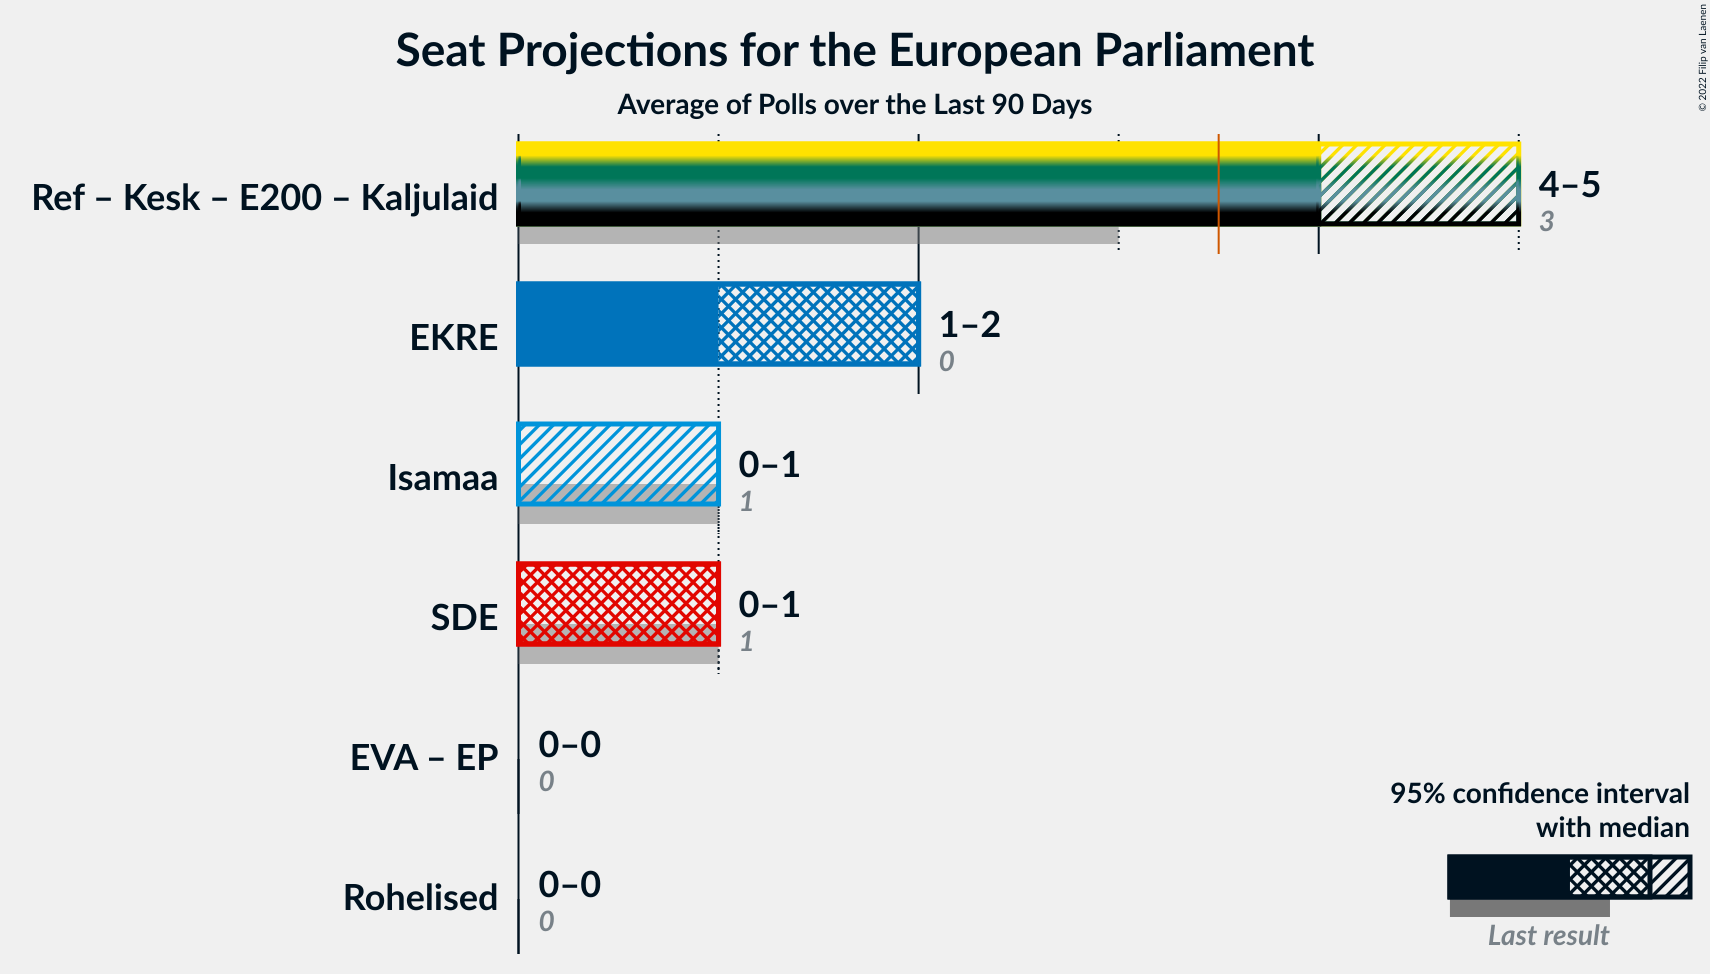 Seat Projections for the European Parliament
Average of Polls over the Last 90 Days
© 2022 Filip van Laenen
Ref – Kesk – E200 – Kaljulaid
4–5
3
EKRE
1–2
0
Isamaa
0–1
1
SDE
0–1
1
EVA – EP
0–0
0
Rohelised
0–0
0
95% confidence interval
with median
Last result